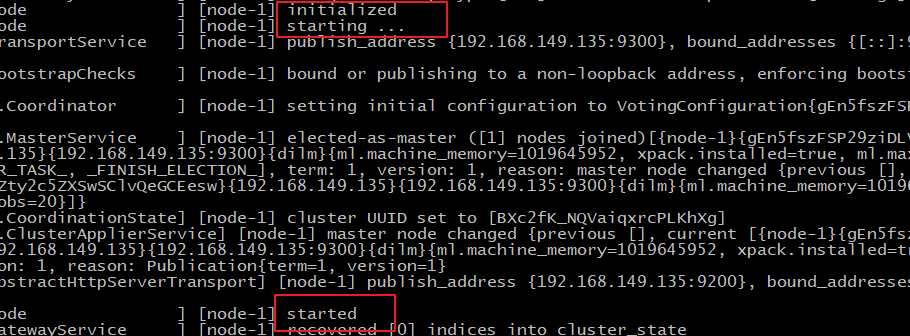 ode ] [node-1] initialized
ode ] [node-1] starting ...
ransportService ] [node-1] publish_address {192.168.149.135:9300}, bound_addresses {[::]:9
ootstrapChecks ] [node-1] bound or publishing to a non-loopback address, enforcing bootst
.Coordinator ] [node-1] setting initial configuration to VotingConfiguration{gEn5fszFSP
.MasterService ] [node-1] elected-as-master ([1] nodes joined)[{node-1}{gEn5fszFSP29ziDLV
.135}{192.168.149.135:9300}{dilm}{ml.machine_memory=1019645952, xpack.installed=true, ml.max
R_TASK_, _FINISH_ELECTION_], term: 1, version: 1, reason: master node changed {previous [],
Zty2c5ZXSwSClvQeGCEesw}{192.168.149.135}{192.168.149.135:9300}{dilm}{ml.machine_memory=10196
obs=20}]}
.CoordinationState] [node-1] cluster UUID set to [BXc2fK_NQVaiqxrcPLKhXg]
.ClusterApplierService] [node-1] master node changed {previous [], current [{node-1}{gEn5fsz
92.168.149.135}{192.168.149.135:9300}{dilm}{ml.machine_memory=1019645952, xpack.installed=tr
on: 1, reason: Publication{term=1, version=1}
bstractHttpServerTransport] [node-1] publish_address {192.168.149.135:9200}, bound_addresses
ode ] [node-1] started
atewayService ] [node-1] recovered [0] indices into cluster_state